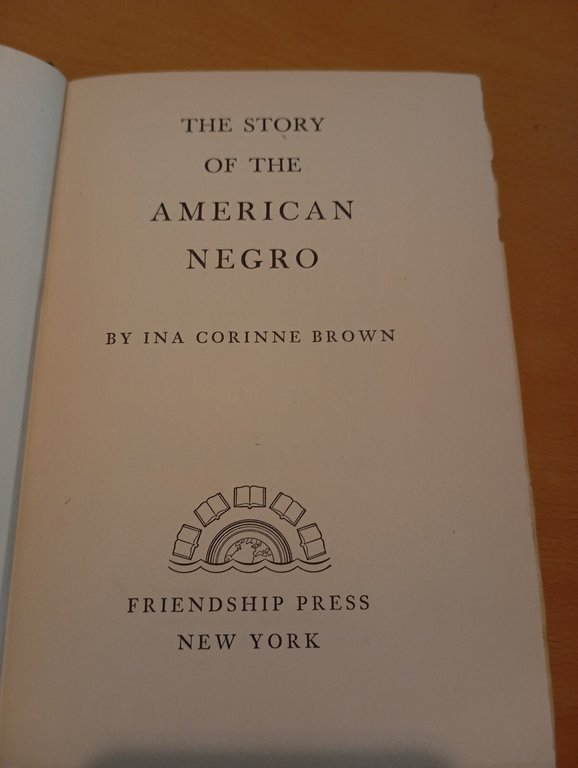 THE STORY
OF THE
AMERICAN
NEGRO
BY INA CORINNE BROWN
FRIENDSHIP PRESS
NEW YORK